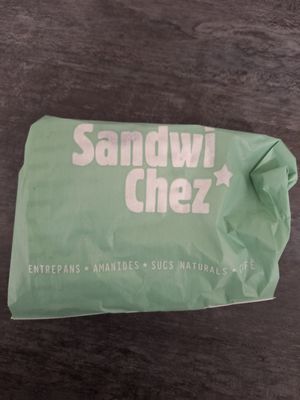 Sandwi
Chez
ENTREPANS ★ AMANIDES ★ SUCS NATURALS ★